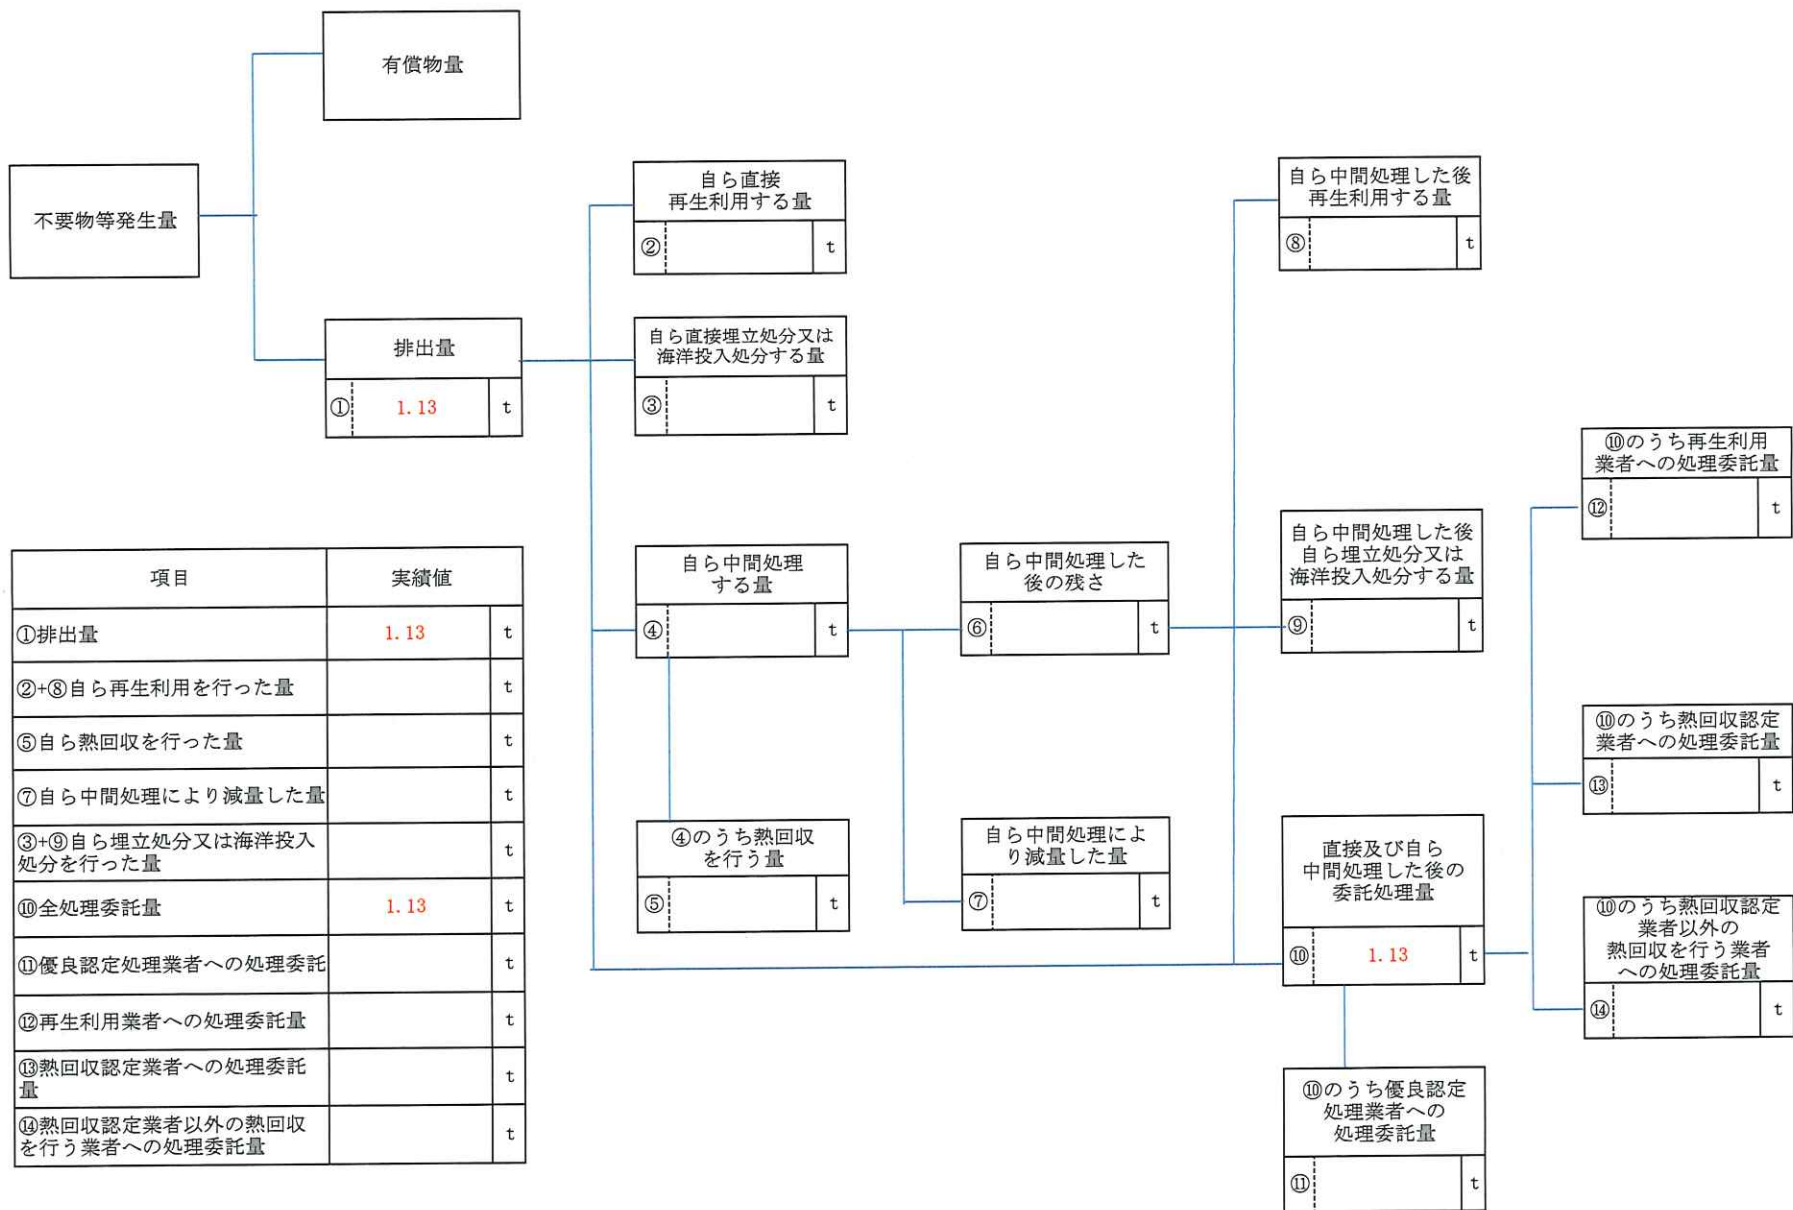 有償物量
不要物等発生量
自ら直接
再生利用する量
② t
自ら中間処理した後
再生利用する量
⑧ t
排出量
① 1.13 t
自ら直接埋立処分又は
海洋投入処分する量
③ t
⑩のうち再生利用
業者への処理委託量
⑫ t
自ら中間処理
する量
④ t
自ら中間処理した
後の残さ
⑥ t
自ら中間処理した後
自ら埋立処分又は
海洋投入処分する量
⑨ t
⑩のうち熱回収認定
業者への処理委託量
⑬ t
④のうち熱回収
を行う量
⑤ t
自ら中間処理によ
り減量した量
⑦ t
直接及び自ら
中間処理した後の
委託処理量
⑩ 1.13 t
⑩のうち熱回収認定
業者以外の
熱回収を行う業者
への処理委託量
⑭ t
⑩のうち優良認定
処理業者への
処理委託量
⑪ t
項目 実績値
①排出量 1.13 t
②+⑧自ら再生利用を行った量 t
⑤自ら熱回収を行った量 t
⑦自ら中間処理により減量した量 t
③+⑨自ら埋立処分又は海洋投入
処分を行った量 t
⑩全処理委託量 1.13 t
⑪優良認定処理業者への処理委託 t
⑫再生利用業者への処理委託量 t
⑬熱回収認定業者への処理委託
量 t
⑭熱回収認定業者以外の熱回収
を行う業者への処理委託量 t